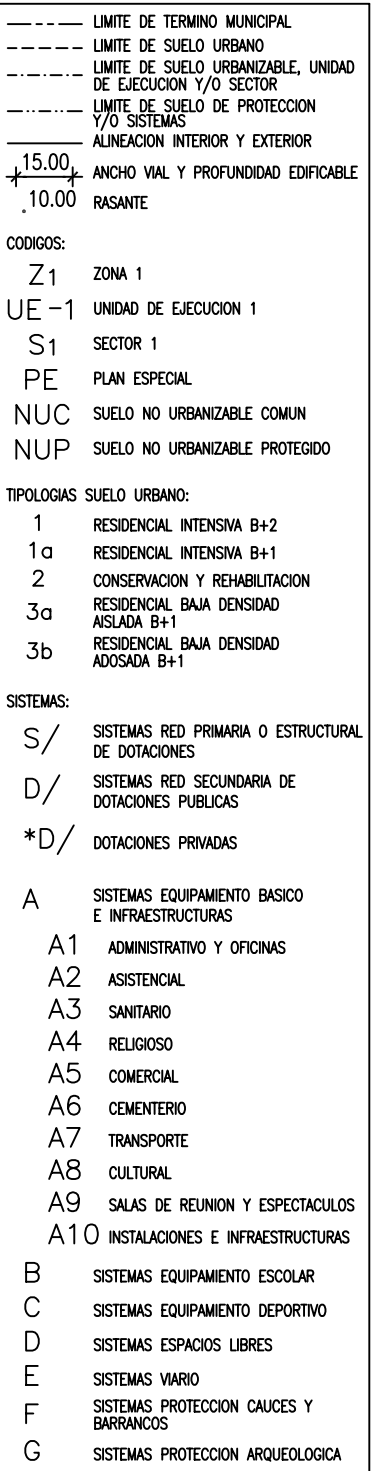 LIMITE DE TERMINO MUNICIPAL
LIMITE DE SUELO URBANO
LIMITE DE SUELO URBANIZABLE, UNIDAD
DE EJECUCION Y/O SECTOR
LIMITE DE SUELO DE PROTECCION
Y/O SISTEMAS
ALINEACION INTERIOR Y EXTERIOR
15.00 ANCHO VIAL Y PROFUNDIDAD EDIFICABLE
10.00 RASANTE
CODIGOS:
Z1 ZONA 1
UE-1 UNIDAD DE EJECUCION 1
S1 SECTOR 1
PE PLAN ESPECIAL
NUC SUELO NO URBANIZABLE COMUN
NUP SUELO NO URBANIZABLE PROTEGIDO
TIPOLOGIAS SUELO URBANO:
1 RESIDENCIAL INTENSIVA B+2
1a RESIDENCIAL INTENSIVA B+1
2 CONSERVACION Y REHABILITACION
3a RESIDENCIAL BAJA DENSIDAD
AISLADA B+1
3b RESIDENCIAL BAJA DENSIDAD
ADOSADA B+1
SISTEMAS:
S/ SISTEMAS RED PRIMARIA O ESTRUCTURAL
DE DOTACIONES
D/ SISTEMAS RED SECUNDARIA DE
DOTACIONES PUBLICAS
*D/ DOTACIONES PRIVADAS
A SISTEMAS EQUIPAMIENTO BASICO
E INFRAESTRUCTURAS
A1 ADMINISTRATIVO Y OFICINAS
A2 ASISTENCIAL
A3 SANITARIO
A4 RELIGIOSO
A5 COMERCIAL
A6 CEMENTERIO
A7 TRANSPORTE
A8 CULTURAL
A9 SALAS DE REUNION Y ESPECTACULOS
A10 INSTALACIONES E INFRAESTRUCTURAS
B SISTEMAS EQUIPAMIENTO ESCOLAR
C SISTEMAS EQUIPAMIENTO DEPORTIVO
D SISTEMAS ESPACIOS LIBRES
E SISTEMAS VIARIO
F SISTEMAS PROTECCION CAUCES Y
BARRANCOS
G SISTEMAS PROTECCION ARQUEOLOGICA